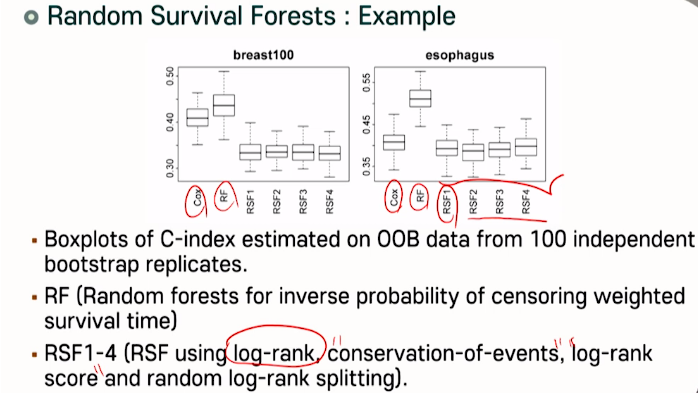 Random Survival Forests : Example
breast100
esophagus
0.50
0.40
0.30
0.55
0.45
0.35
Cox
RF
RSF1
RSF2
RSF3
RSF4
Cox
RF
RSF1
RSF2
RSF3
RSF4
▪ Boxplots of C-index estimated on OOB data from 100 independent
bootstrap replicates.
▪ RF (Random forests for inverse probability of censoring weighted
survival time)
▪ RSF1-4 (RSF using log-rank, conservation-of-events, log-rank
score and random log-rank splitting).